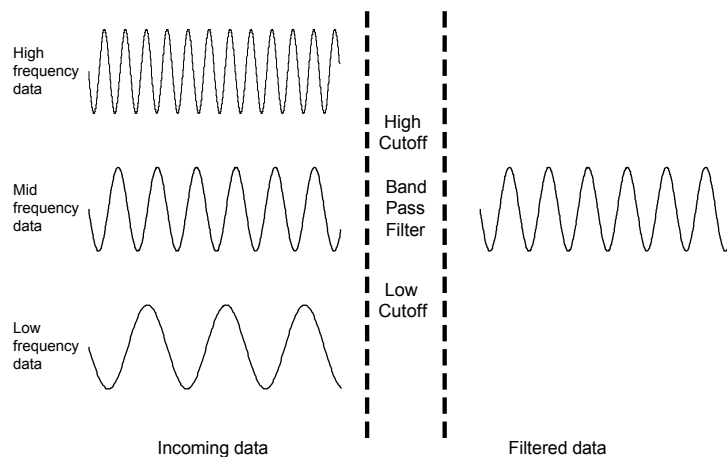 High
frequency
data
High
Cutoff
Mid
frequency
data
Band
Pass
Filter
Low
Cutoff
Low
frequency
data
Incoming data
Filtered data